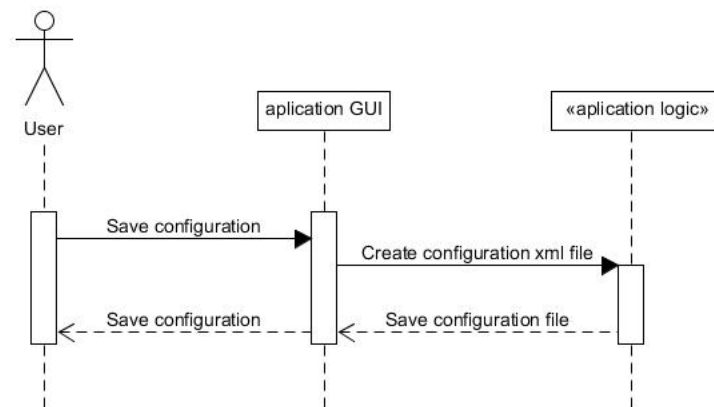 User
aplication GUI
«aplication logic»
Save configuration
Create configuration xml file
Save configuration
Save configuration file